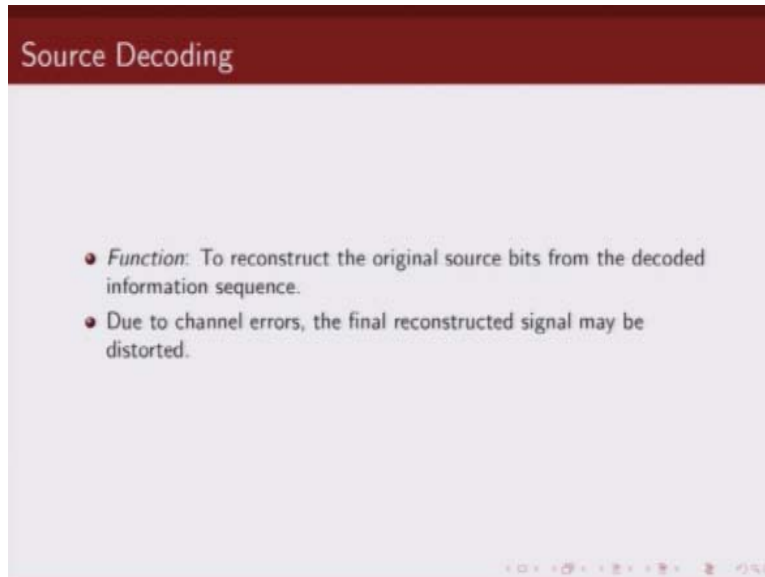 Source Decoding
Function: To reconstruct the original source bits from the decoded
information sequence.
Due to channel errors, the final reconstructed signal may be
distorted.